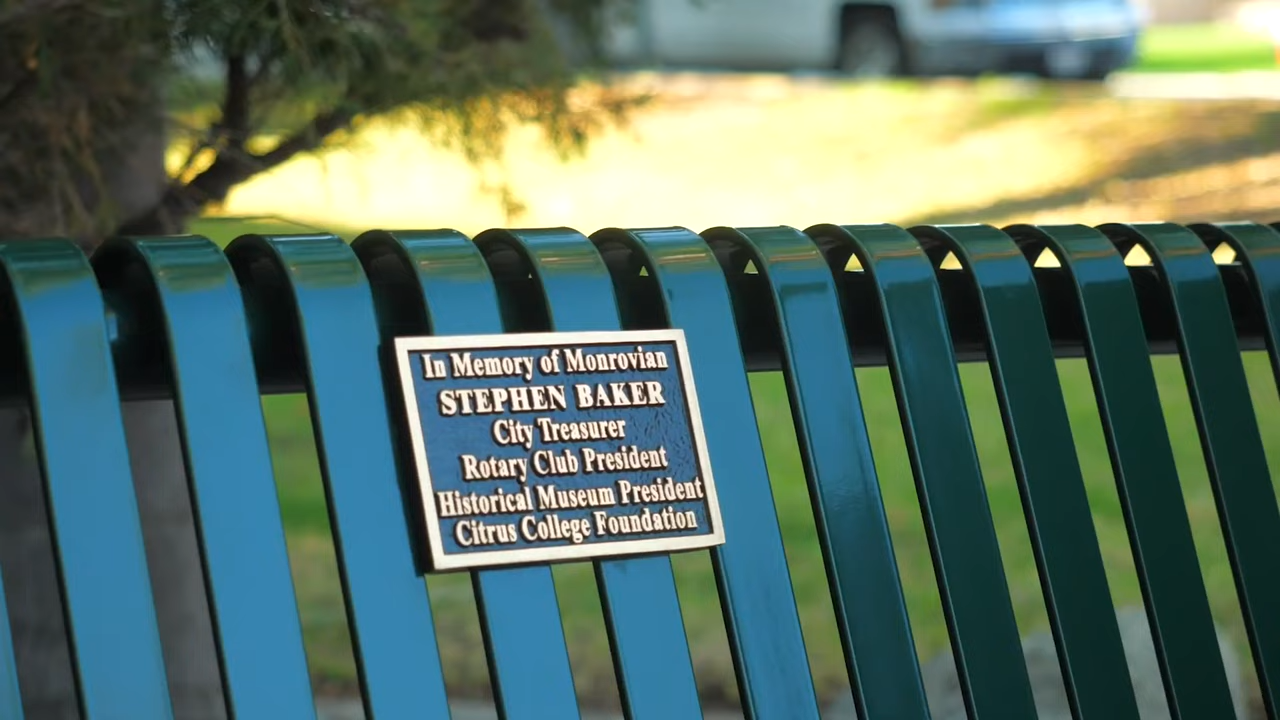 In Memory of Monrovian
STEPHEN BAKER
City Treasurer
Rotary Club President
Historical Museum President
Citrus College Foundation